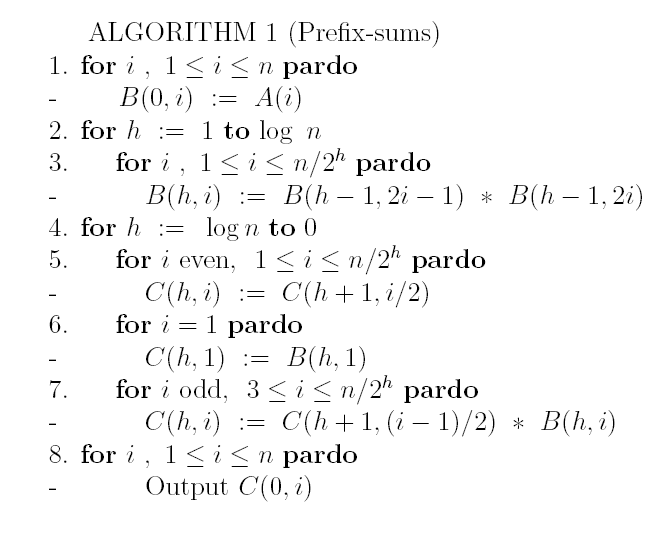 ALGORITHM 1 (Prefix-sums)
1. for i , 1 ≤ i ≤ n pardo
- B(0, i) := A(i)
2. for h := 1 to log n
3. for i , 1 ≤ i ≤ n/2^h pardo
- B(h, i) := B(h − 1, 2i − 1) ∗ B(h − 1, 2i)
4. for h := log n to 0
5. for i even, 1 ≤ i ≤ n/2^h pardo
- C(h, i) := C(h + 1, i/2)
6. for i = 1 pardo
- C(h, 1) := B(h, 1)
7. for i odd, 3 ≤ i ≤ n/2^h pardo
- C(h, i) := C(h + 1, (i − 1)/2) ∗ B(h, i)
8. for i , 1 ≤ i ≤ n pardo
- Output C(0, i)